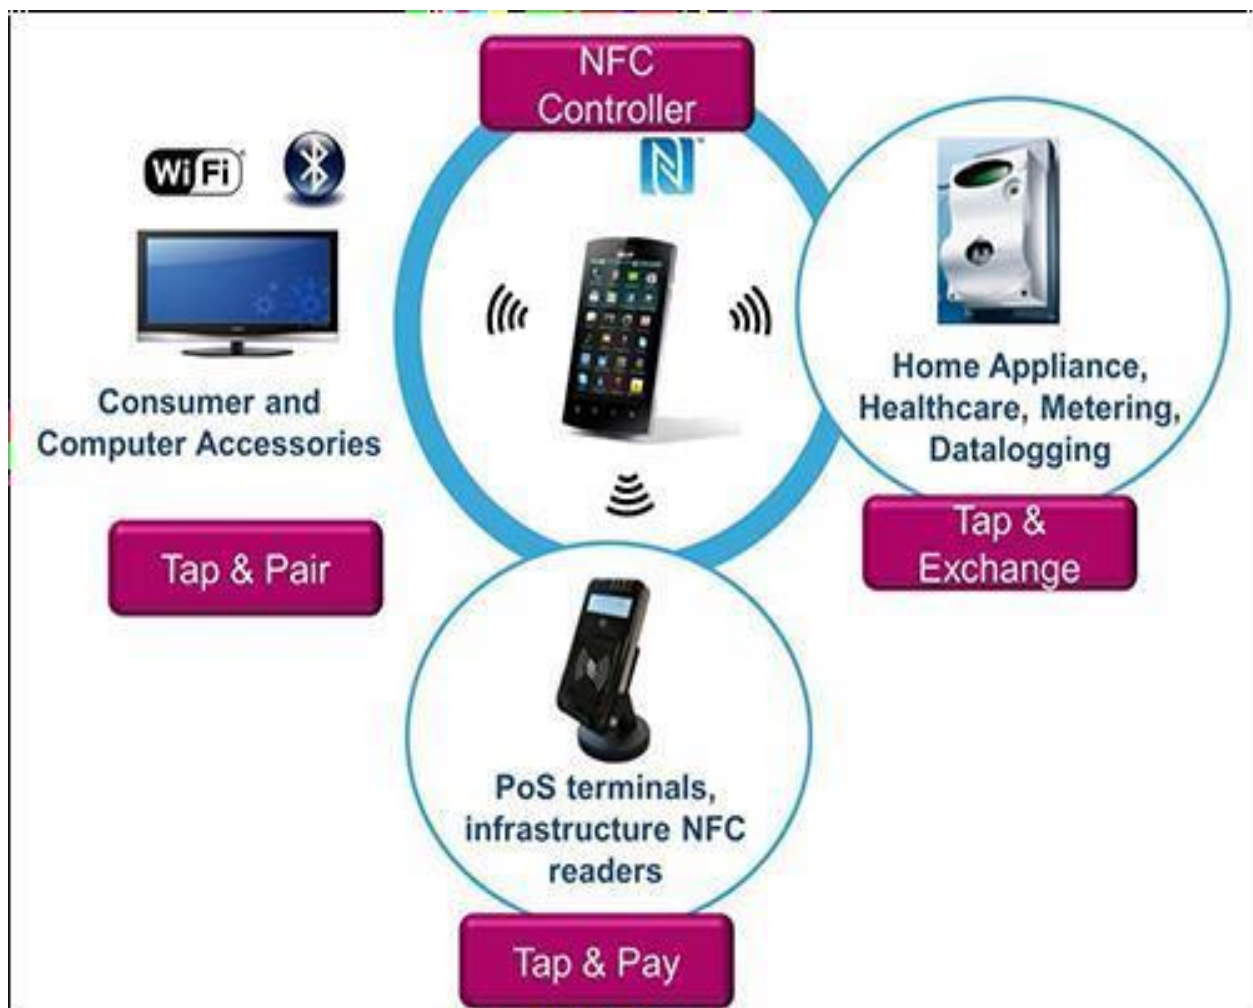 NFC
Controller
WiFi
N
Consumer and
Computer Accessories
Tap & Pair
Home Appliance,
Healthcare, Metering,
Datalogging
Tap &
Exchange
PoS terminals,
infrastructure NFC
readers
Tap & Pay